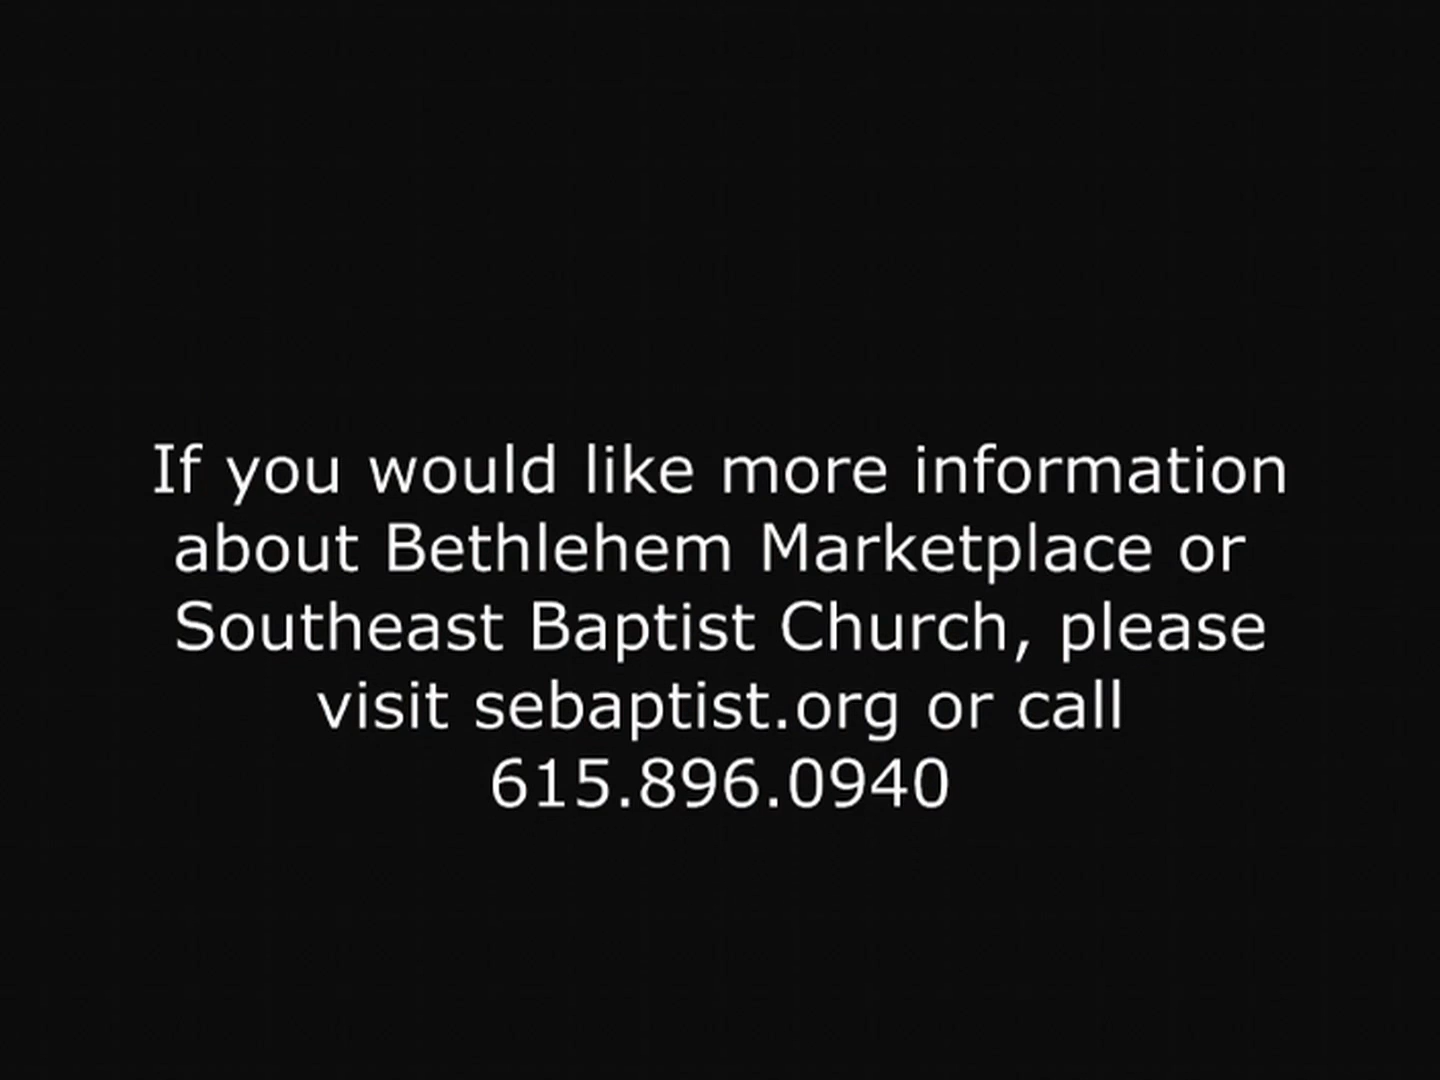 If you would like more information
about Bethlehem Marketplace or
Southeast Baptist Church, please
visit sebaptist.org or call
615.896.0940